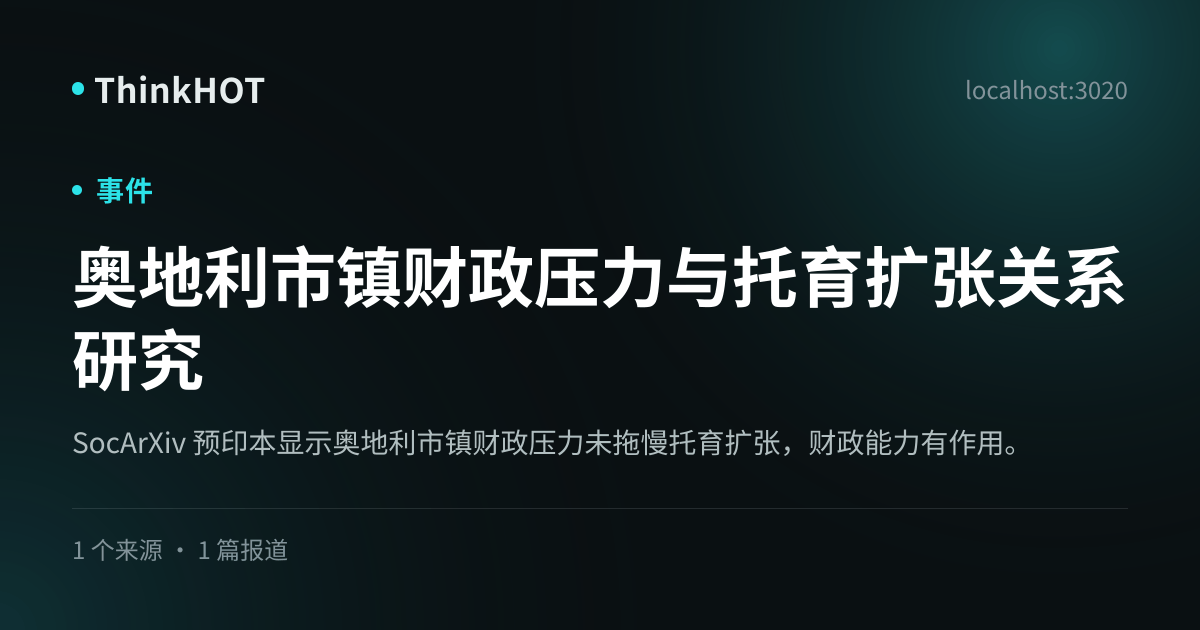 ThinkHOT
localhost:3020
事件
奥地利市镇财政压力与托育扩张关系
研究
SocArXiv 预印本显示奥地利市镇财政压力未拖慢托育扩张，财政能力有作用。
1 个来源 · 1 篇报道